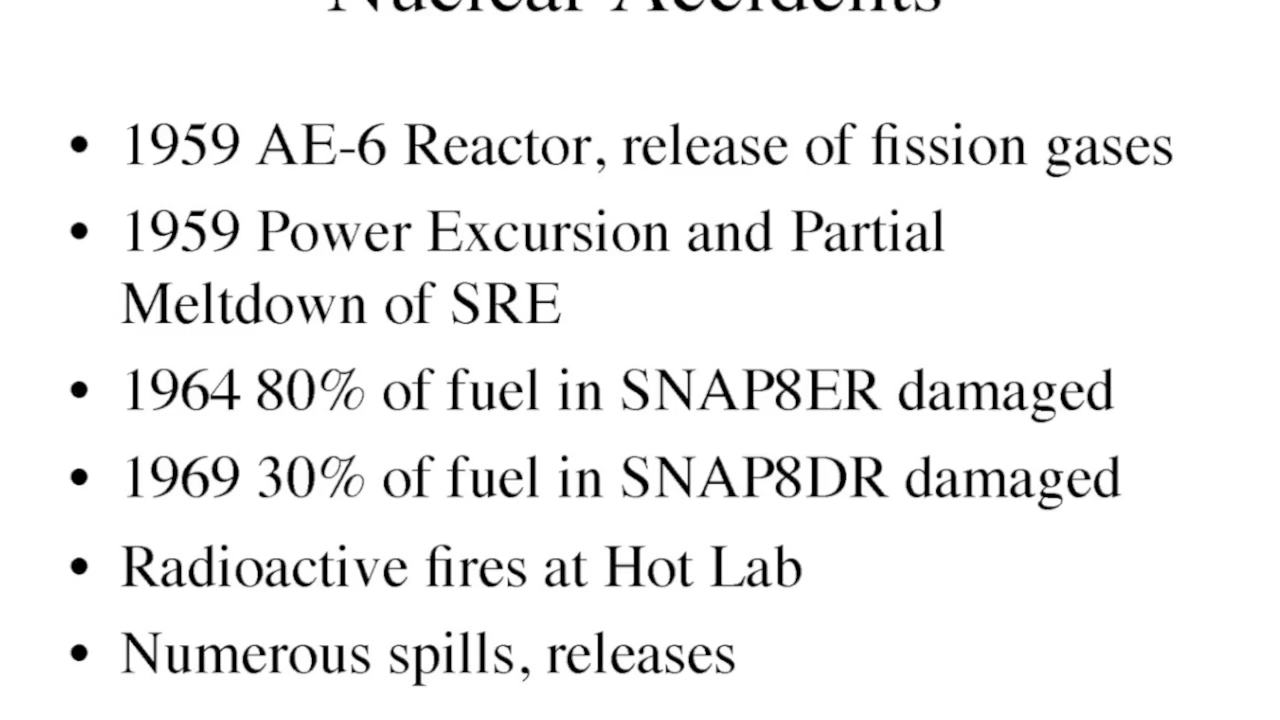 Nuclear Accidents
• 1959 AE-6 Reactor, release of fission gases
• 1959 Power Excursion and Partial
Meltdown of SRE
• 1964 80% of fuel in SNAP8ER damaged
• 1969 30% of fuel in SNAP8DR damaged
• Radioactive fires at Hot Lab
• Numerous spills, releases